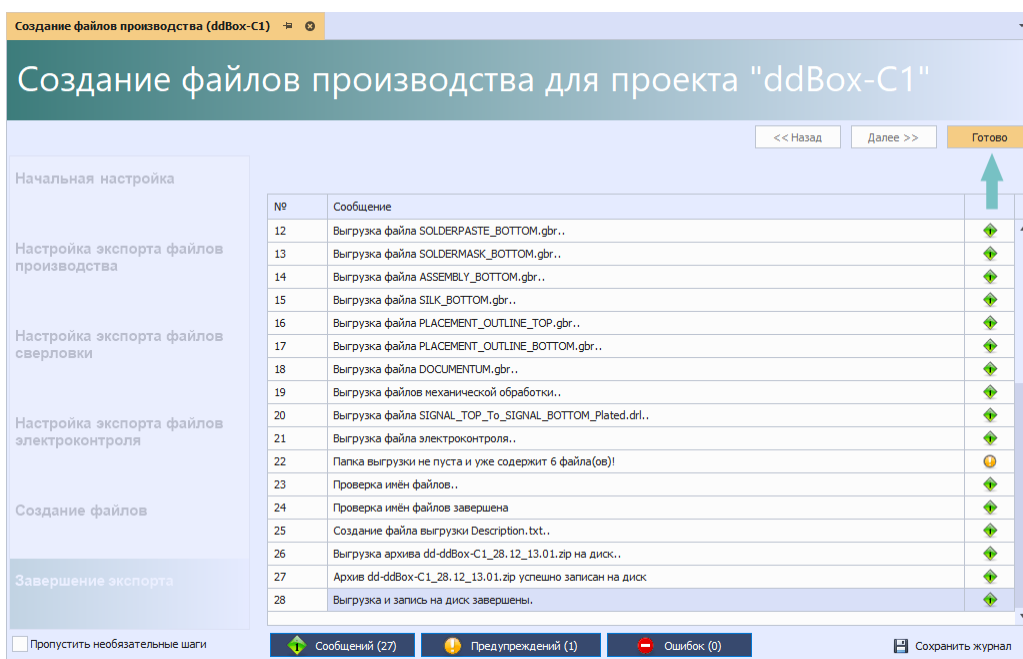 Создание файлов производства (ddBox-C1)
Создание файлов производства для проекта "ddBox-C1"
<< Назад
Далее >>
Готово
Начальная настройка
Настройка экспорта файлов
производства
Настройка экспорта файлов
сверловки
Настройка экспорта файлов
электроконтроля
Создание файлов
Завершение экспорта
№ Сообщение
12 Выгрузка файла SOLDERPASTE_BOTTOM.gbr..
13 Выгрузка файла SOLDERMASK_BOTTOM.gbr..
14 Выгрузка файла ASSEMBLY_BOTTOM.gbr..
15 Выгрузка файла SILK_BOTTOM.gbr..
16 Выгрузка файла PLACEMENT_OUTLINE_TOP.gbr..
17 Выгрузка файла PLACEMENT_OUTLINE_BOTTOM.gbr..
18 Выгрузка файла DOCUMENTUM.gbr..
19 Выгрузка файлов механической обработки..
20 Выгрузка файла SIGNAL_TOP_To_SIGNAL_BOTTOM_Plated.drl..
21 Выгрузка файла электроконтроля..
22 Папка выгрузки не пуста и уже содержит 6 файла(ов)!
23 Проверка имён файлов..
24 Проверка имён файлов завершена
25 Создание файла выгрузки Description.txt..
26 Выгрузка архива dd-ddBox-C1_28.12_13.01.zip на диск..
27 Архив dd-ddBox-C1_28.12_13.01.zip успешно записан на диск
28 Выгрузка и запись на диск завершены.
Пропустить необязательные шаги
Сообщений (27)
Предупреждений (1)
Ошибок (0)
Сохранить журнал